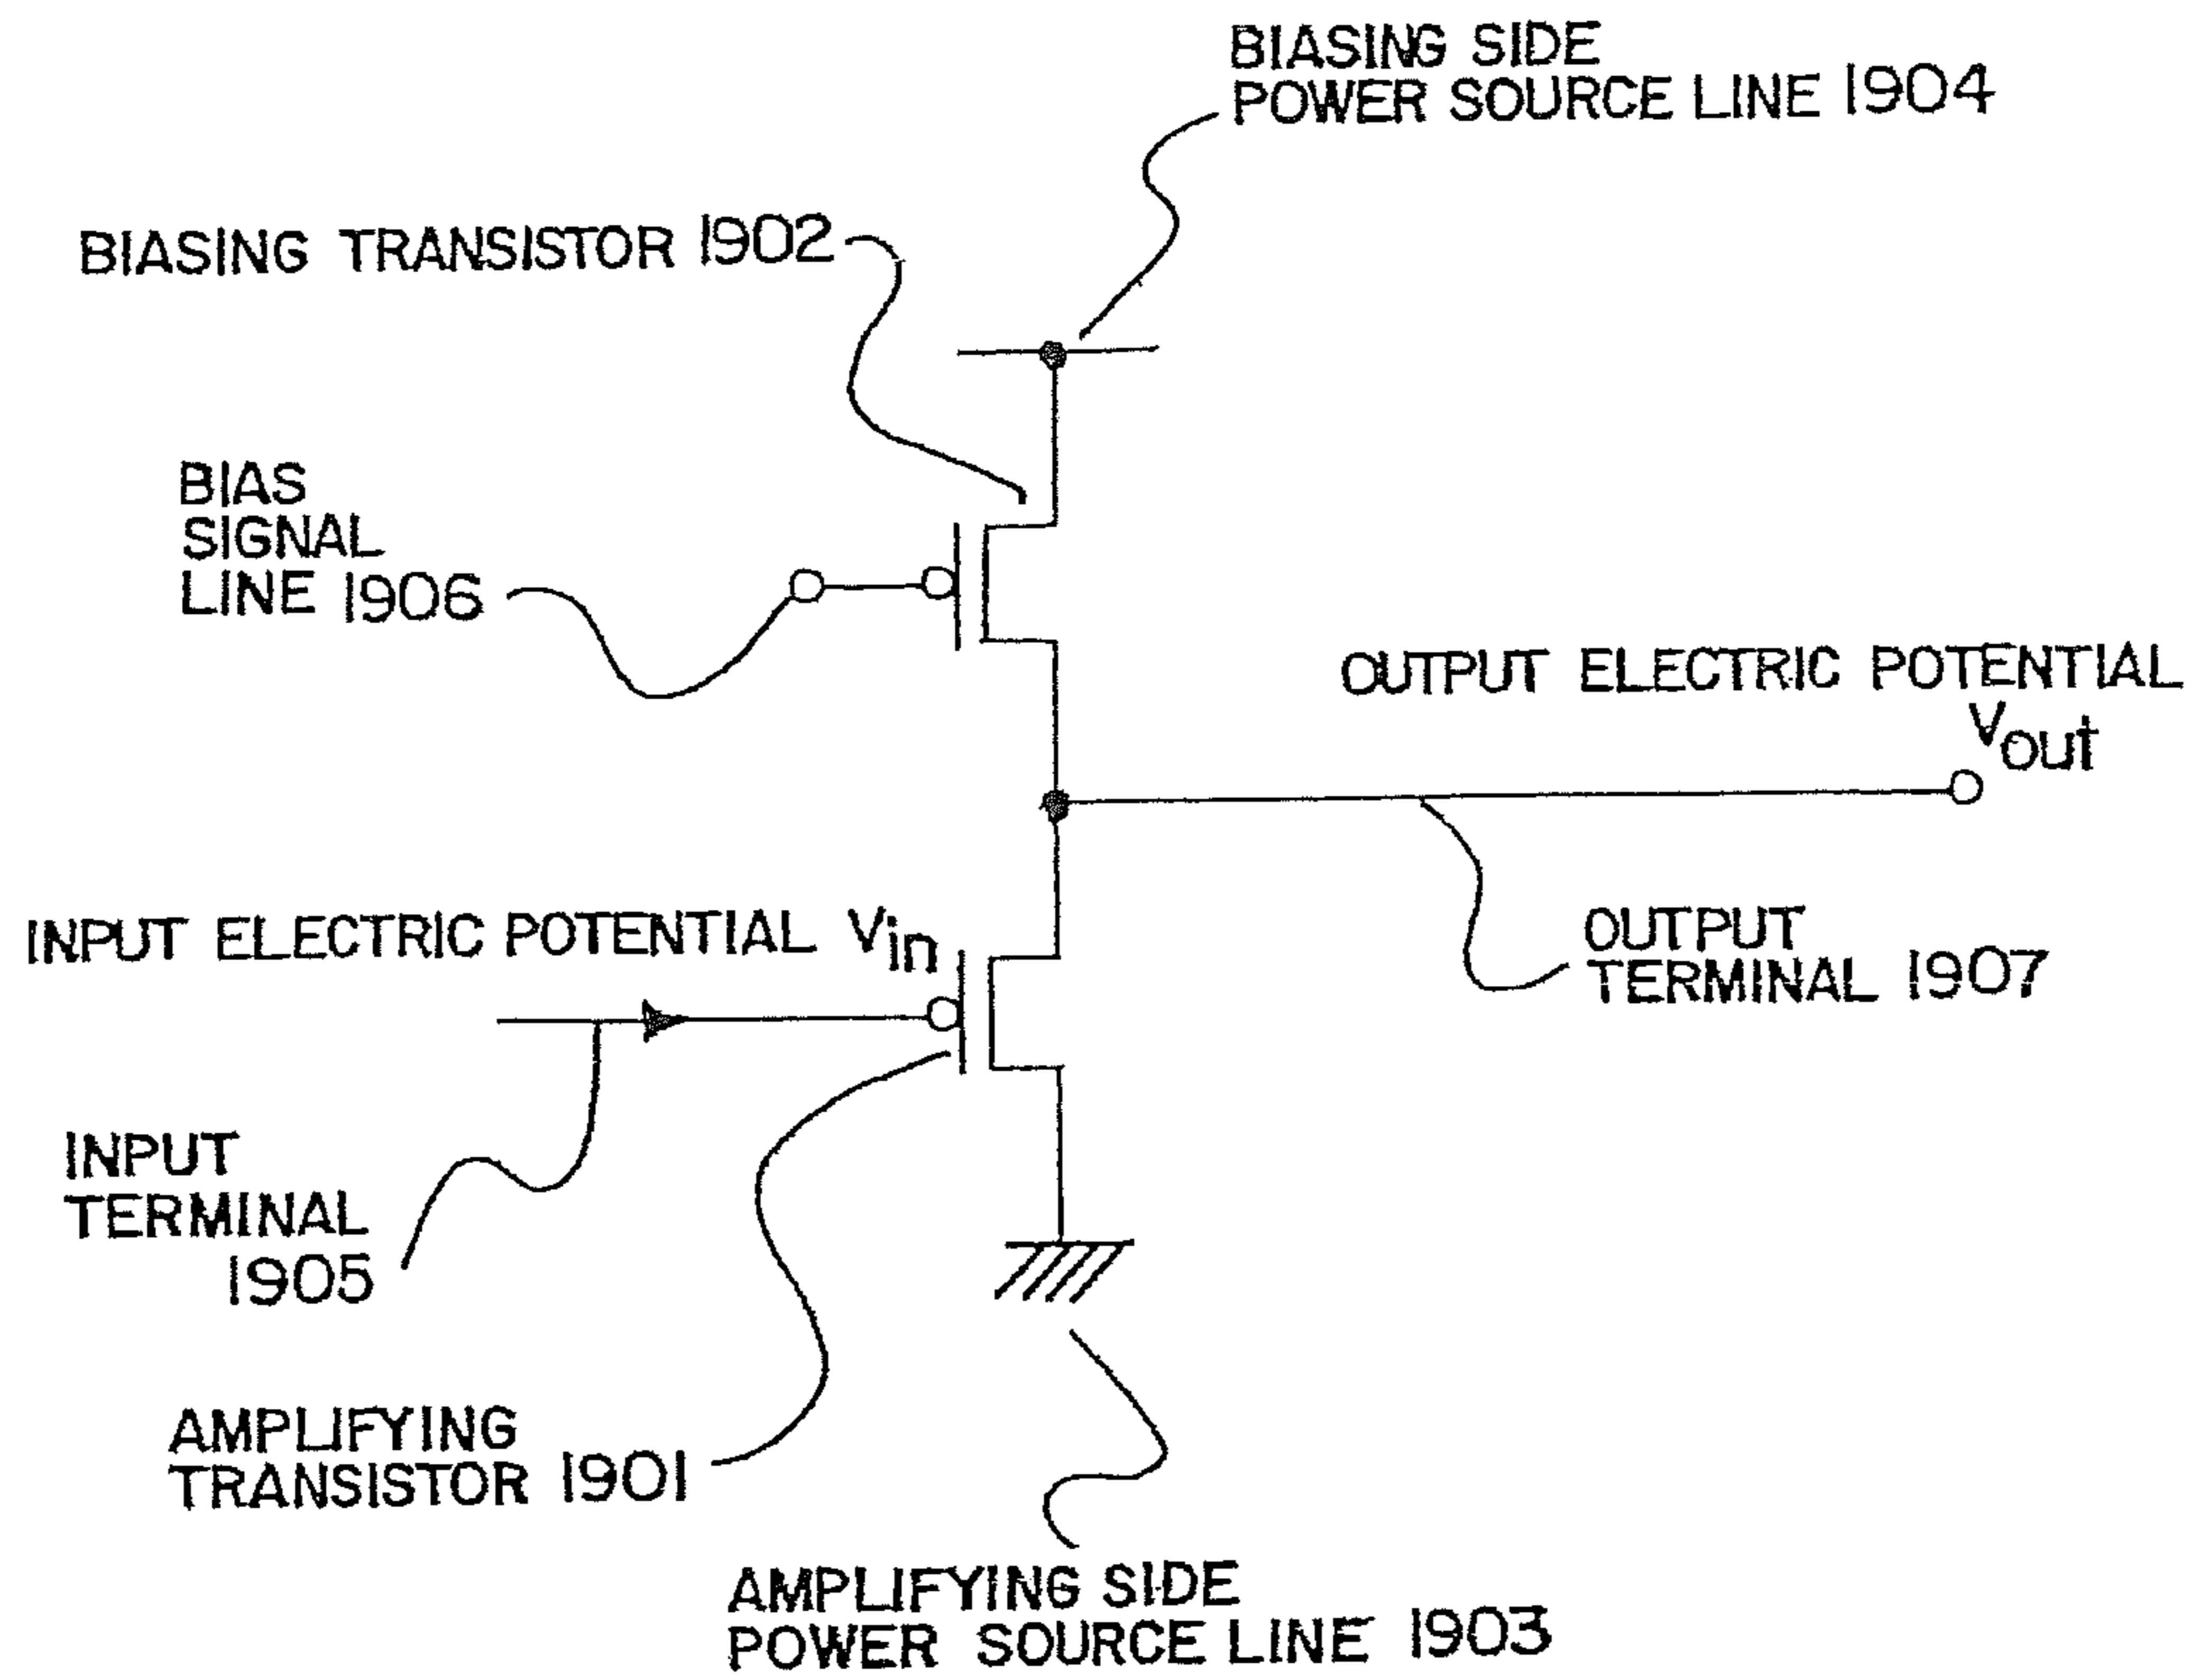 BIASING SIDE
POWER SOURCE LINE 1904
BIASING TRANSISTOR 1902
BIAS
SIGNAL
LINE 1906
OUTPUT ELECTRIC POTENTIAL
Vout
INPUT ELECTRIC POTENTIAL Vin
OUTPUT
TERMINAL 1907
INPUT
TERMINAL
1905
AMPLIFYING
TRANSISTOR 1901
AMPLIFYING SIDE
POWER SOURCE LINE 1903